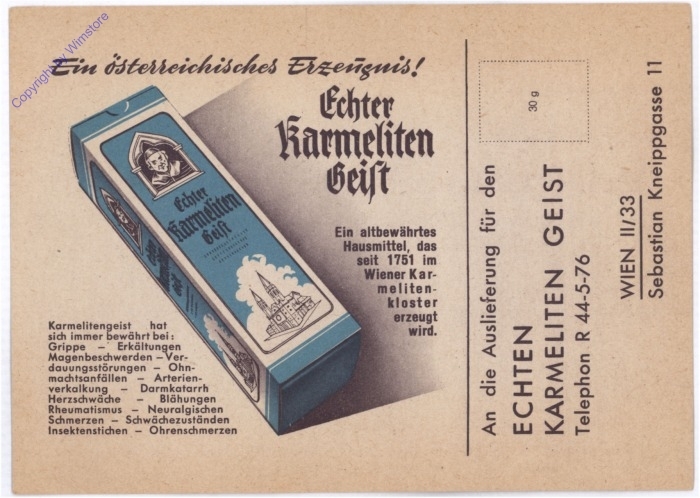 Copyright by Wimstore
Ein österreichisches Erzeugnis!
Echter
Karmeliten
Geist
Ein altbewährtes
Hausmittel, das
seit 1751 im
Wiener Kar-
meliten-
kloster
erzeugt
wird.
Echter
Karmeliten
Geist
Karmelitengeist hat
sich immer bewährt bei:
Grippe – Erkältungen
Magenbeschwerden – Ver-
dauungsstörungen – Ohn-
machtsanfällen – Arterien-
verkalkung – Darmkatarrh
Herzschwäche – Blähungen
Rheumatismus – Neuralgischen
Schmerzen – Schwächezuständen
Insektenstichen – Ohrenschmerzen
30 g
An die Auslieferung für den
ECHTEN
KARMELITEN GEIST
Telephon R 44-5-76
WIEN II/33
Sebastian Kneippgasse 11